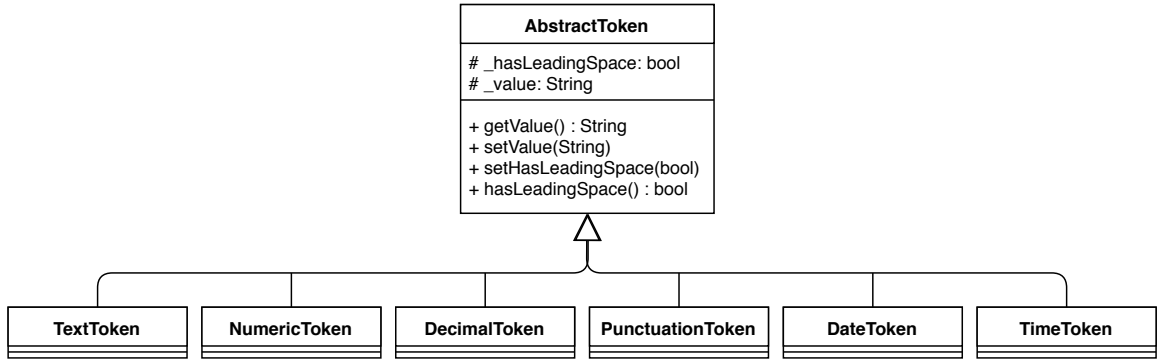 AbstractToken
# _hasLeadingSpace: bool
# _value: String
+ getValue() : String
+ setValue(String)
+ setHasLeadingSpace(bool)
+ hasLeadingSpace() : bool
TextToken
NumericToken
DecimalToken
PunctuationToken
DateToken
TimeToken